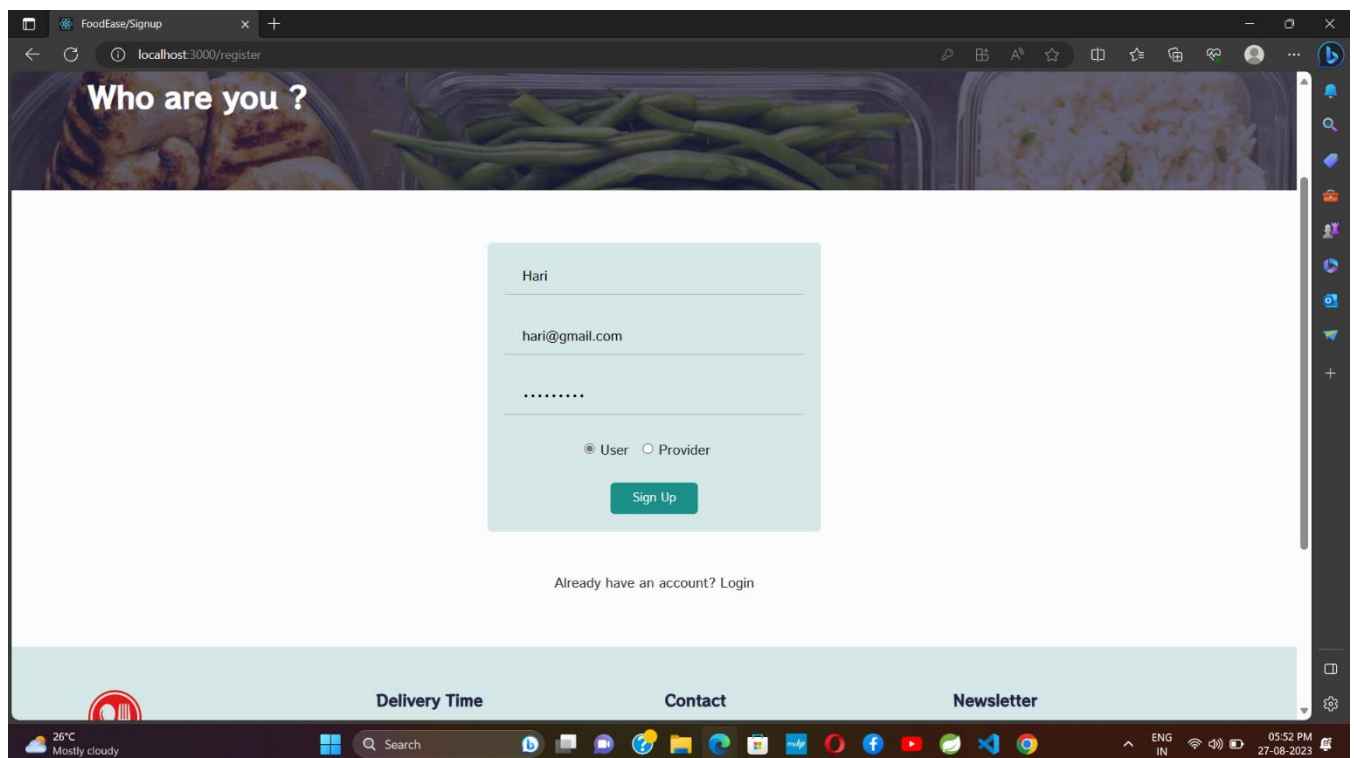 FoodEase/Signup
localhost:3000/register
Who are you ?
Hari
hari@gmail.com
.........
User Provider
Sign Up
Already have an account? Login
Delivery Time Contact Newsletter
26°C
Mostly cloudy
Search
ENG
IN
05:52 PM
27-08-2023